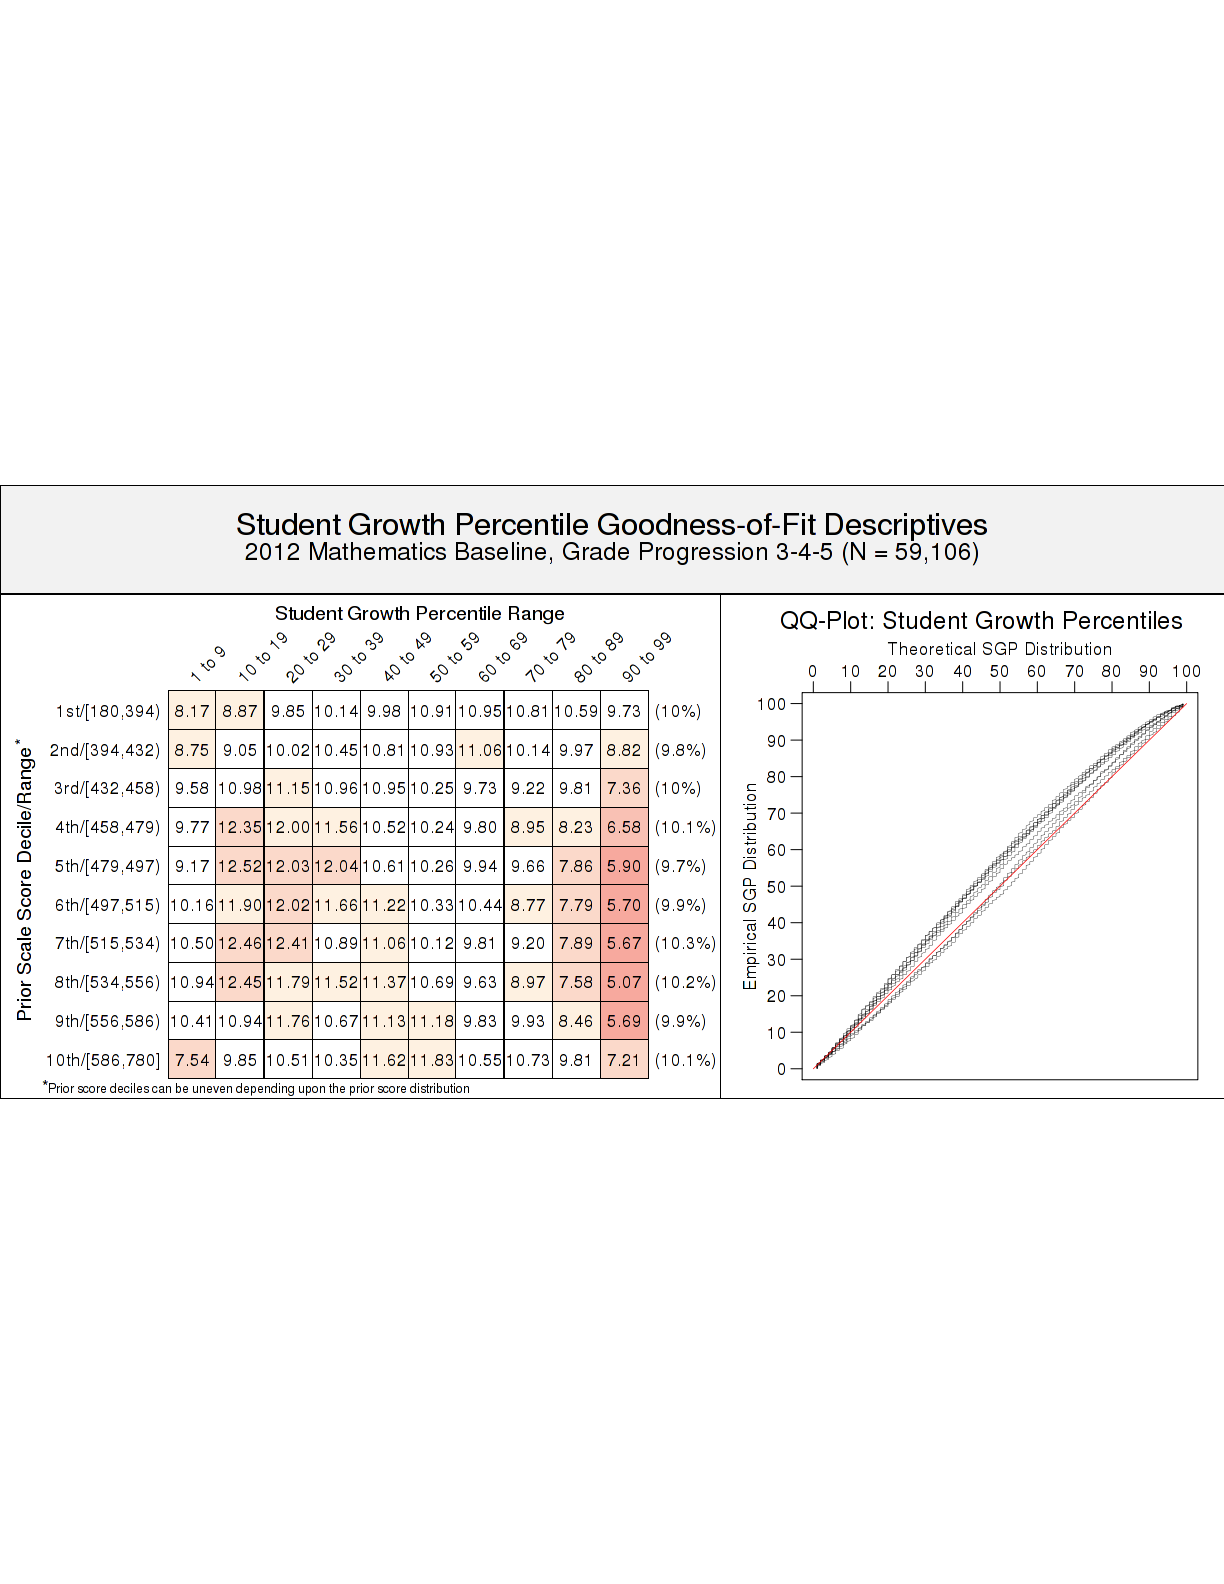 Student Growth Percentile Goodness-of-Fit Descriptives
2012 Mathematics Baseline, Grade Progression 3-4-5 (N = 59,106)
Student Growth Percentile Range
1 to 9 10 to 19 20 to 29 30 to 39 40 to 49 50 to 59 60 to 69 70 to 79 80 to 89 90 to 99
Prior Scale Score Decile/Range*
1st/[180,394) 8.17 8.87 9.85 10.14 9.98 10.91 10.95 10.81 10.59 9.73 (10%)
2nd/[394,432) 8.75 9.05 10.02 10.45 10.81 10.93 11.06 10.14 9.97 8.82 (9.8%)
3rd/[432,458) 9.58 10.98 11.15 10.96 10.95 10.25 9.73 9.22 9.81 7.36 (10%)
4th/[458,479) 9.77 12.35 12.00 11.56 10.52 10.24 9.80 8.95 8.23 6.58 (10.1%)
5th/[479,497) 9.17 12.52 12.03 12.04 10.61 10.26 9.94 9.66 7.86 5.90 (9.7%)
6th/[497,515) 10.16 11.90 12.02 11.66 11.22 10.33 10.44 8.77 7.79 5.70 (9.9%)
7th/[515,534) 10.50 12.46 12.41 10.89 11.06 10.12 9.81 9.20 7.89 5.67 (10.3%)
8th/[534,556) 10.94 12.45 11.79 11.52 11.37 10.69 9.63 8.97 7.58 5.07 (10.2%)
9th/[556,586) 10.41 10.94 11.76 10.67 11.13 11.18 9.83 9.93 8.46 5.69 (9.9%)
10th/[586,780] 7.54 9.85 10.51 10.35 11.62 11.83 10.55 10.73 9.81 7.21 (10.1%)
*Prior score deciles can be uneven depending upon the prior score distribution
QQ-Plot: Student Growth Percentiles
Theoretical SGP Distribution
0 10 20 30 40 50 60 70 80 90 100
Empirical SGP Distribution
100
90
80
70
60
50
40
30
20
10
0